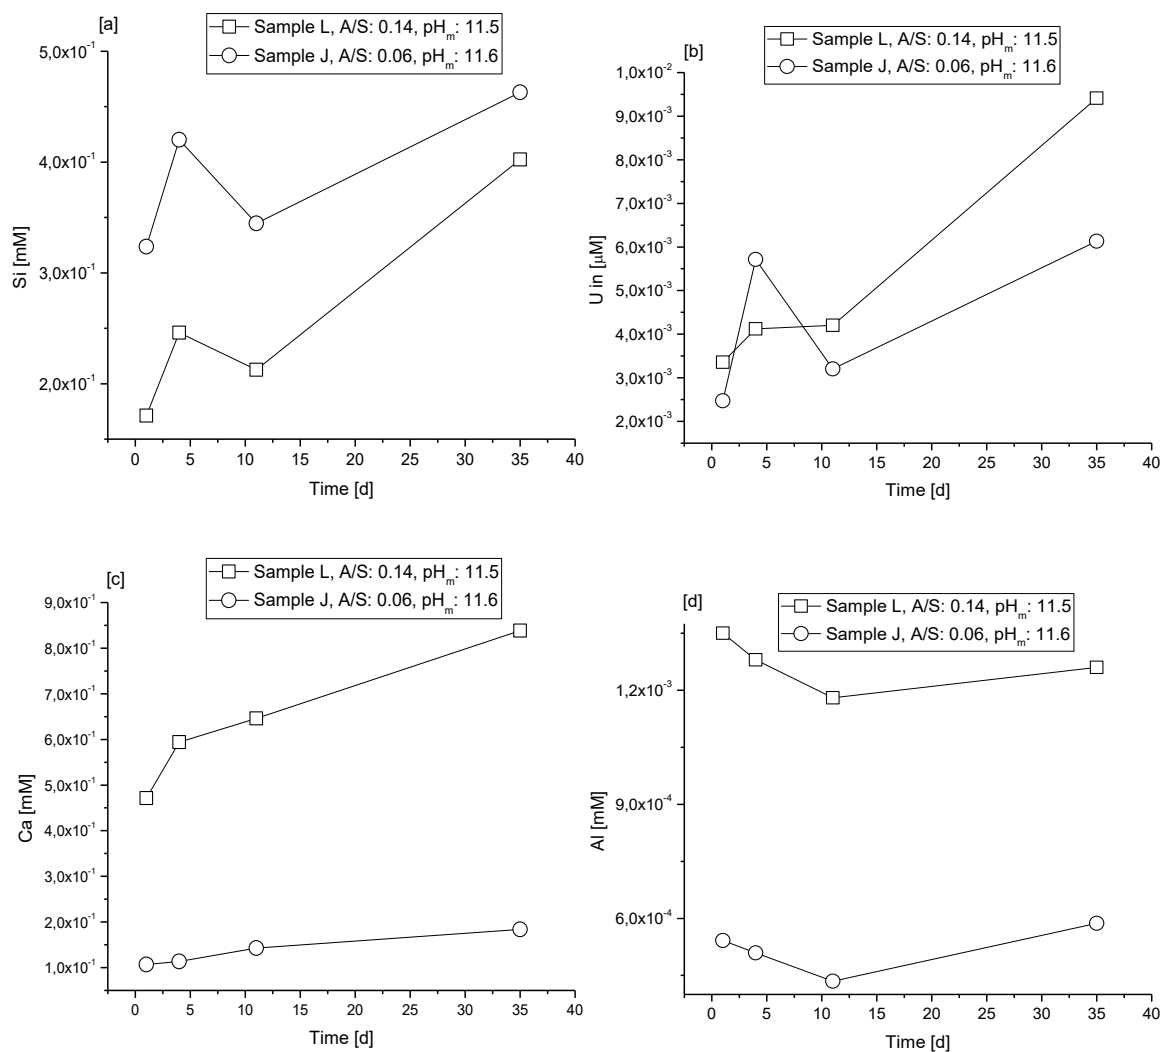 [a]
Sample L, A/S: 0.14, pHₘ: 11.5
Sample J, A/S: 0.06, pHₘ: 11.6
5,0x10⁻¹
4,0x10⁻¹
3,0x10⁻¹
2,0x10⁻¹
Si [mM]
0 5 10 15 20 25 30 35 40
Time [d]
[b]
Sample L, A/S: 0.14, pHₘ: 11.5
Sample J, A/S: 0.06, pHₘ: 11.6
1,0x10⁻²
9,0x10⁻³
8,0x10⁻³
7,0x10⁻³
6,0x10⁻³
5,0x10⁻³
4,0x10⁻³
3,0x10⁻³
2,0x10⁻³
U in [μM]
0 5 10 15 20 25 30 35 40
Time [d]
[c]
Sample L, A/S: 0.14, pHₘ: 11.5
Sample J, A/S: 0.06, pHₘ: 11.6
9,0x10⁻¹
8,0x10⁻¹
7,0x10⁻¹
6,0x10⁻¹
5,0x10⁻¹
4,0x10⁻¹
3,0x10⁻¹
2,0x10⁻¹
1,0x10⁻¹
Ca [mM]
0 5 10 15 20 25 30 35 40
Time [d]
[d]
Sample L, A/S: 0.14, pHₘ: 11.5
Sample J, A/S: 0.06, pHₘ: 11.6
1,2x10⁻³
9,0x10⁻⁴
6,0x10⁻⁴
Al [mM]
0 5 10 15 20 25 30 35 40
Time [d]